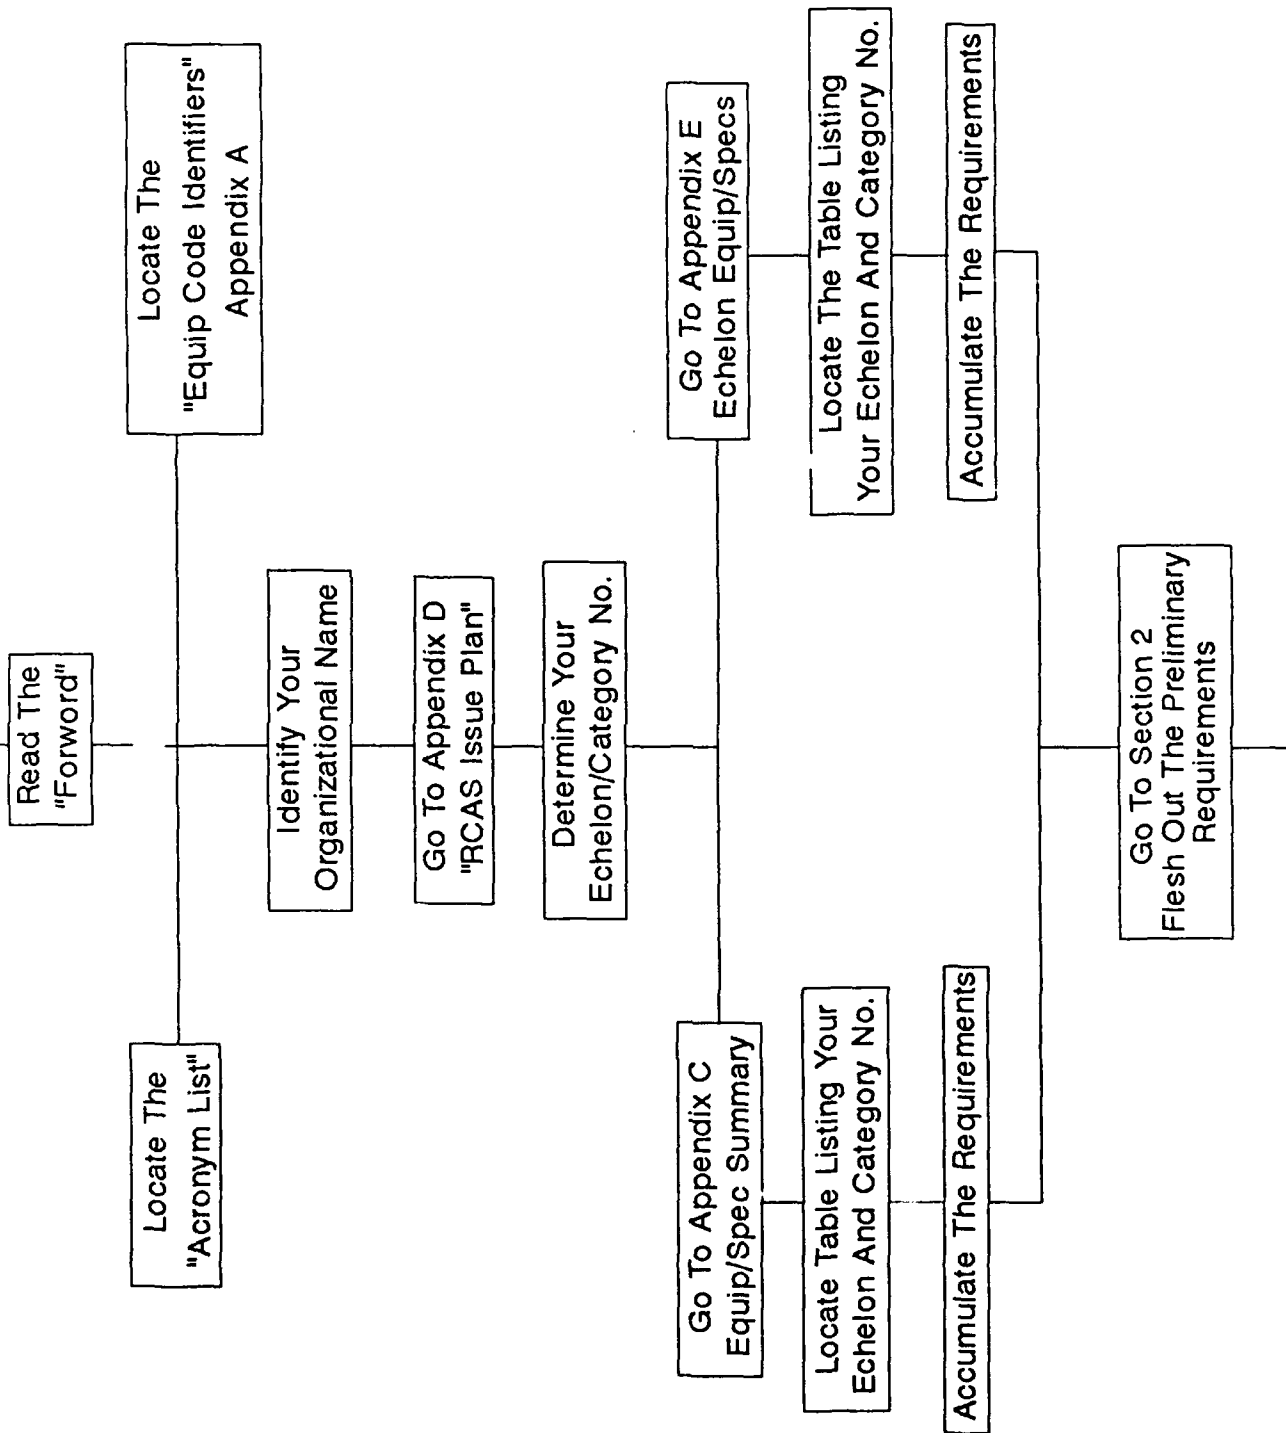 Read The
"Forword"
Locate The
"Acronym List"
Locate The
"Equip Code Identifiers"
Appendix A
Identify Your
Organizational Name
Go To Appendix D
"RCAS Issue Plan"
Determine Your
Echelon/Category No.
Go To Appendix C
Equip/Spec Summary
Locate Table Listing Your
Echelon And Category No.
Accumulate The Requirements
Go To Appendix E
Echelon Equip/Specs
Locate The Table Listing
Your Echelon And Category No.
Accumulate The Requirements
Go To Section 2
Flesh Out The Preliminary
Requirements